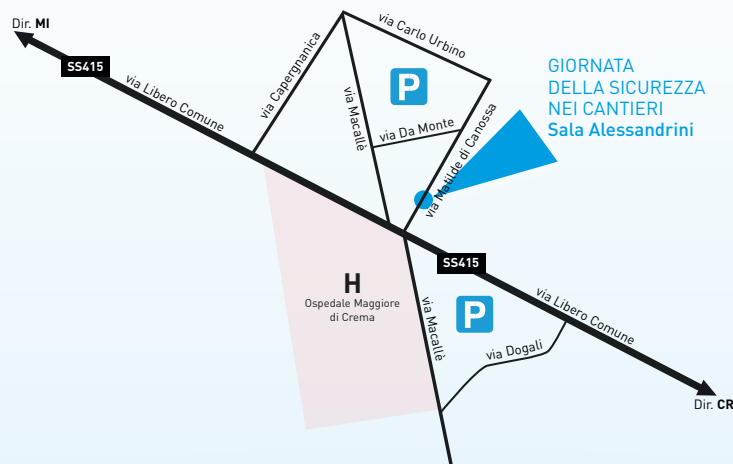 Dir. MI
SS415
via Libero Comune
via Capergnanica
via Carlo Urbino
P
via Macallè
via Da Monte
via Matilde di Canossa
GIORNATA
DELLA SICUREZZA
NEI CANTIERI
Sala Alessandrini
SS415
H
Ospedale Maggiore
di Crema
via Macallè
P
via Libero Comune
via Dogali
Dir. CR